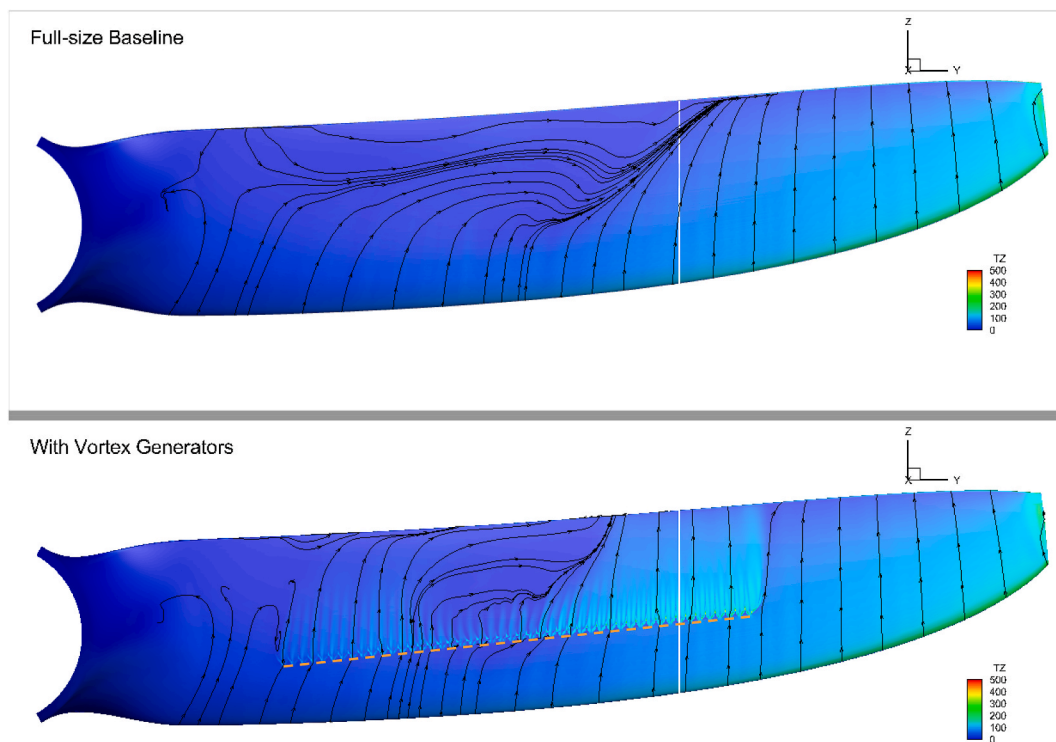 Full-size Baseline
Z
X
Y
TZ
500
400
300
200
100
0
With Vortex Generators
Z
X
Y
TZ
500
400
300
200
100
0